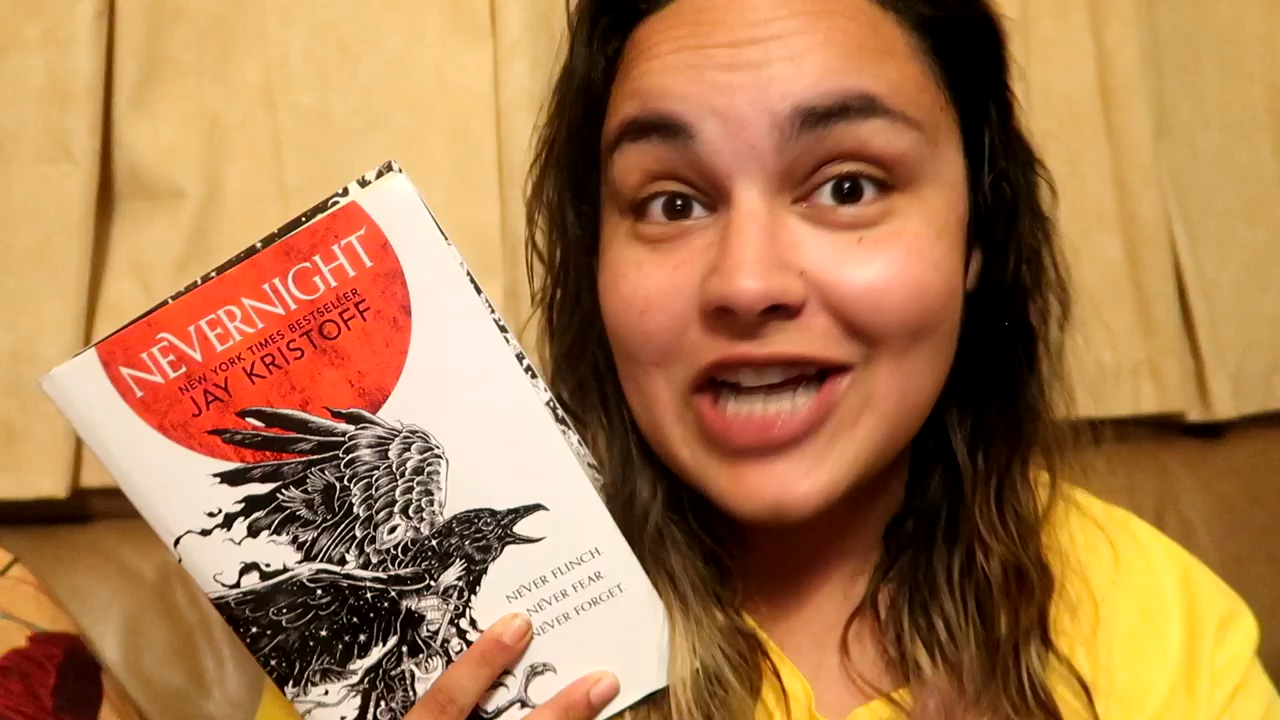 NEVERNIGHT
NEW YORK TIMES BESTSELLER
JAY KRISTOFF
NEVER FLINCH.
NEVER FEAR.
NEVER FORGET.